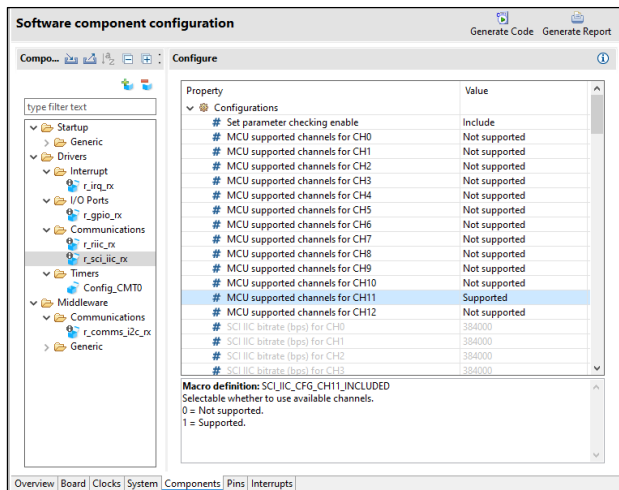 Software component configuration
Generate Code Generate Report
Compo...
Configure
type filter text
Startup
Generic
Drivers
Interrupt
r_irq_rx
I/O Ports
r_gpio_rx
Communications
r_riic_rx
r_sci_iic_rx
Timers
Config_CMT0
Middleware
Communications
r_comms_i2c_rx
Generic
Property Value
Configurations
# Set parameter checking enable Include
# MCU supported channels for CH0 Not supported
# MCU supported channels for CH1 Not supported
# MCU supported channels for CH2 Not supported
# MCU supported channels for CH3 Not supported
# MCU supported channels for CH4 Not supported
# MCU supported channels for CH5 Not supported
# MCU supported channels for CH6 Not supported
# MCU supported channels for CH7 Not supported
# MCU supported channels for CH8 Not supported
# MCU supported channels for CH9 Not supported
# MCU supported channels for CH10 Not supported
# MCU supported channels for CH11 Supported
# MCU supported channels for CH12 Not supported
# SCI IIC bitrate (bps) for CH0 384000
# SCI IIC bitrate (bps) for CH1 384000
# SCI IIC bitrate (bps) for CH2 384000
# SCI IIC bitrate (bps) for CH3 384000
Macro definition: SCI_IIC_CFG_CH11_INCLUDED
Selectable whether to use available channels.
0 = Not supported.
1 = Supported.
Overview Board Clocks System Components Pins Interrupts